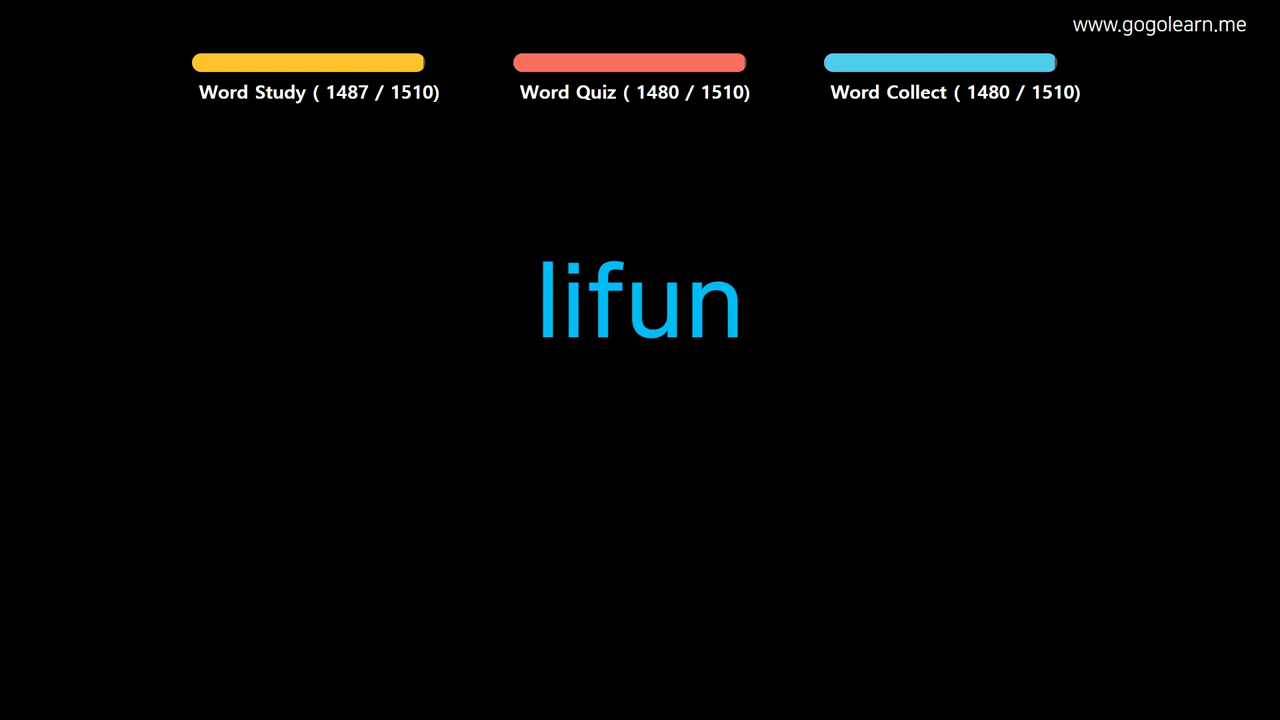 www.gogolearn.me
Word Study ( 1487 / 1510)
Word Quiz ( 1480 / 1510)
Word Collect ( 1480 / 1510)
lifun